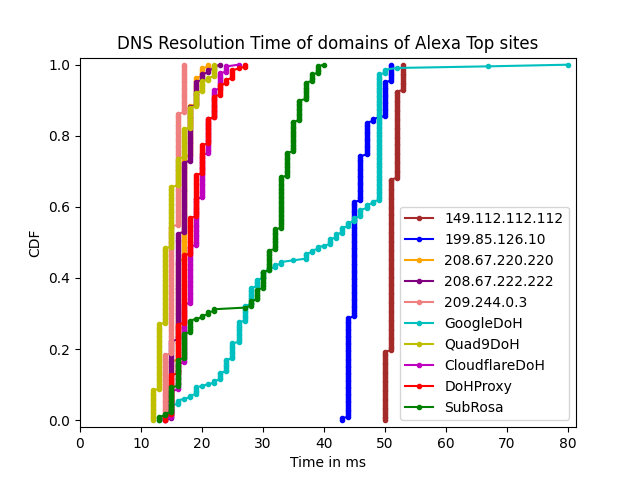 DNS Resolution Time of domains of Alexa Top sites
CDF
1.0
0.8
0.6
0.4
0.2
0.0
0 10 20 30 40 50 60 70 80
Time in ms
149.112.112.112
199.85.126.10
208.67.220.220
208.67.222.222
209.244.0.3
GoogleDoH
Quad9DoH
CloudflareDoH
DoHProxy
SubRosa